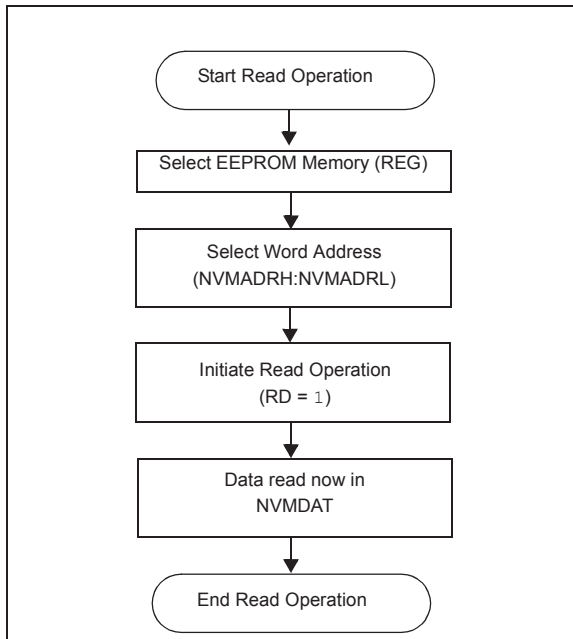 Start Read Operation
Select EEPROM Memory (REG)
Select Word Address
(NVMADRH:NVMADRL)
Initiate Read Operation
(RD = 1)
Data read now in
NVMDAT
End Read Operation